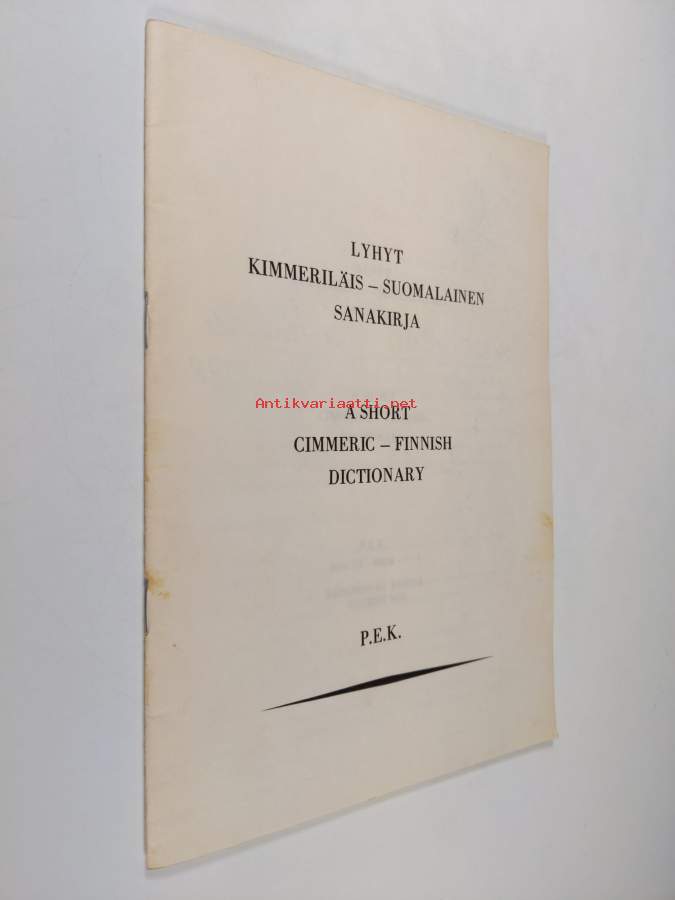 LYHYT
KIMMERILÄIS – SUOMALAINEN
SANAKIRJA
Antikvariaatti.net
A SHORT
CIMMERIC – FINNISH
DICTIONARY
P.E.K.